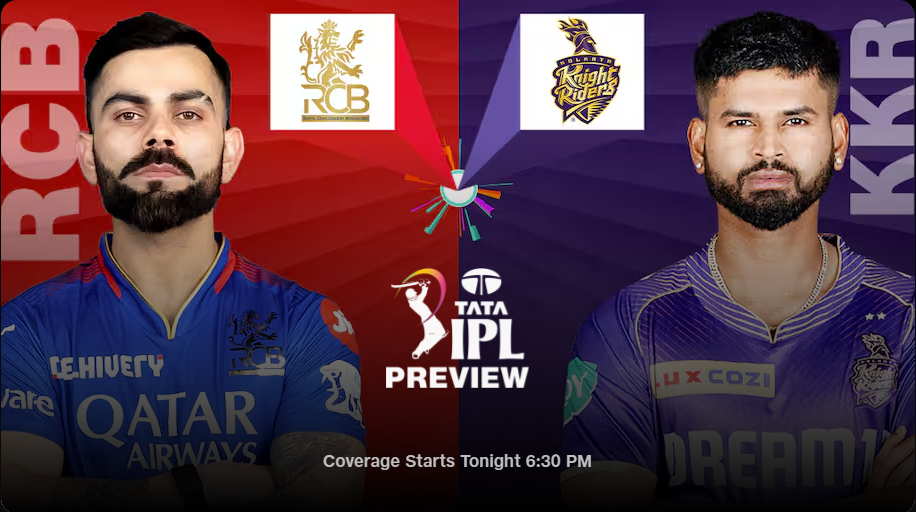 RCB
RCB
ROYAL CHALLENGERS BENGALURU
KOLKATA
Knight
Riders
KKR
TATA
IPL
PREVIEW
RCB
QATAR
AIRWAYS
LUX COZI
DREAM11
Coverage Starts Tonight 6:30 PM